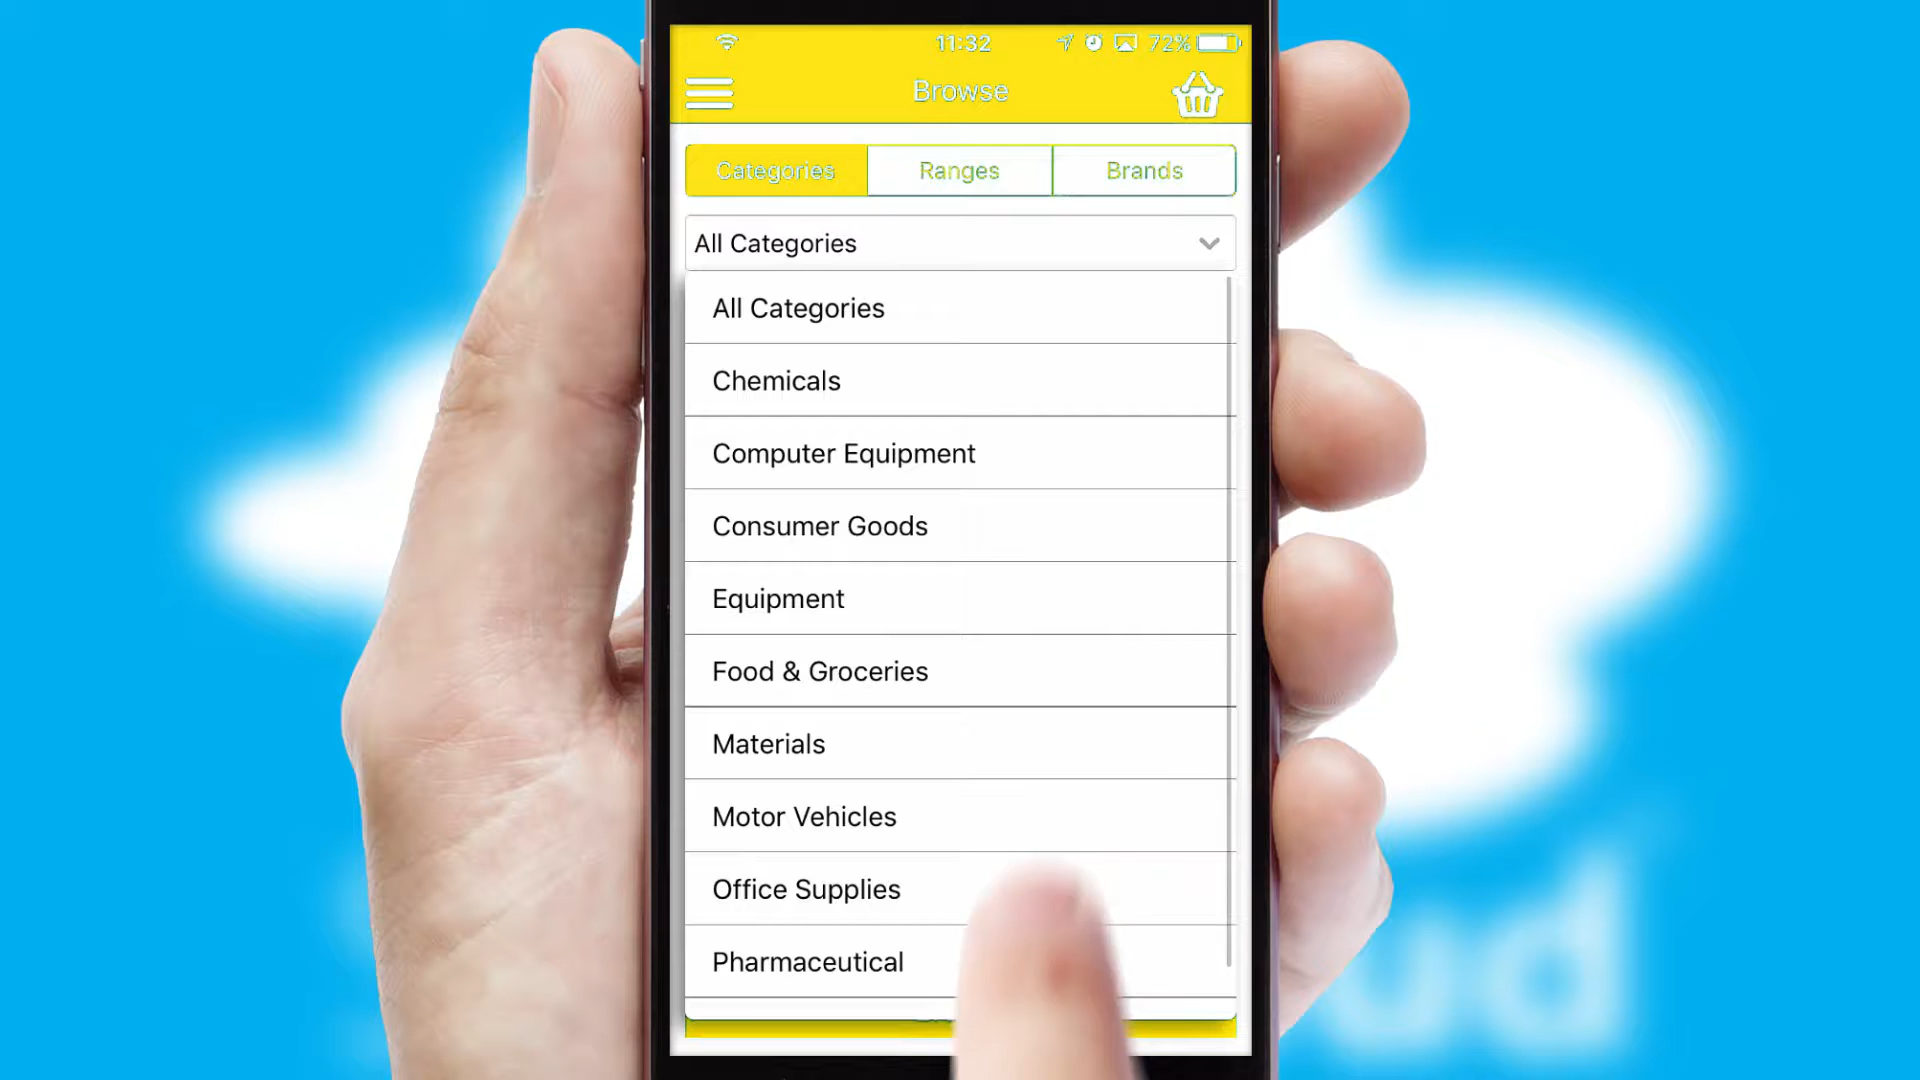 11:32
72%
Browse
Categories
Ranges
Brands
All Categories
All Categories
Chemicals
Computer Equipment
Consumer Goods
Equipment
Food & Groceries
Materials
Motor Vehicles
Office Supplies
Pharmaceutical
ud